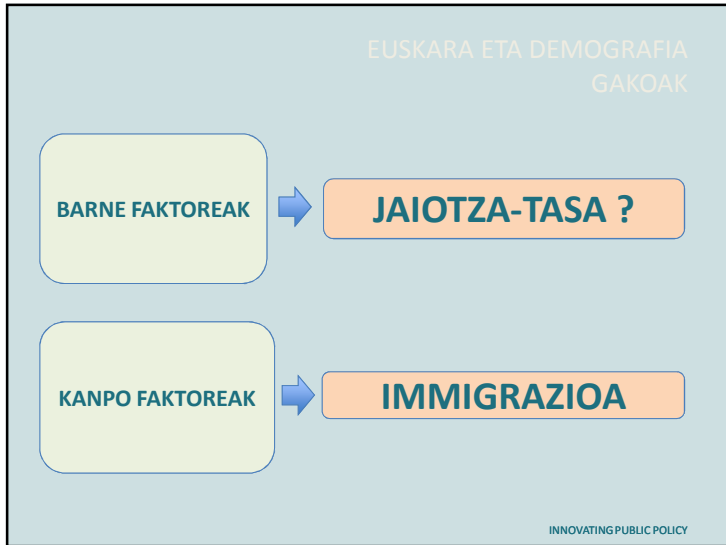 EUSKARA ETA DEMOGRAFIA
GAKOAK
BARNE FAKTOREAK
JAIOTZA-TASA ?
KANPO FAKTOREAK
IMMIGRAZIOA
INNOVATING PUBLIC POLICY